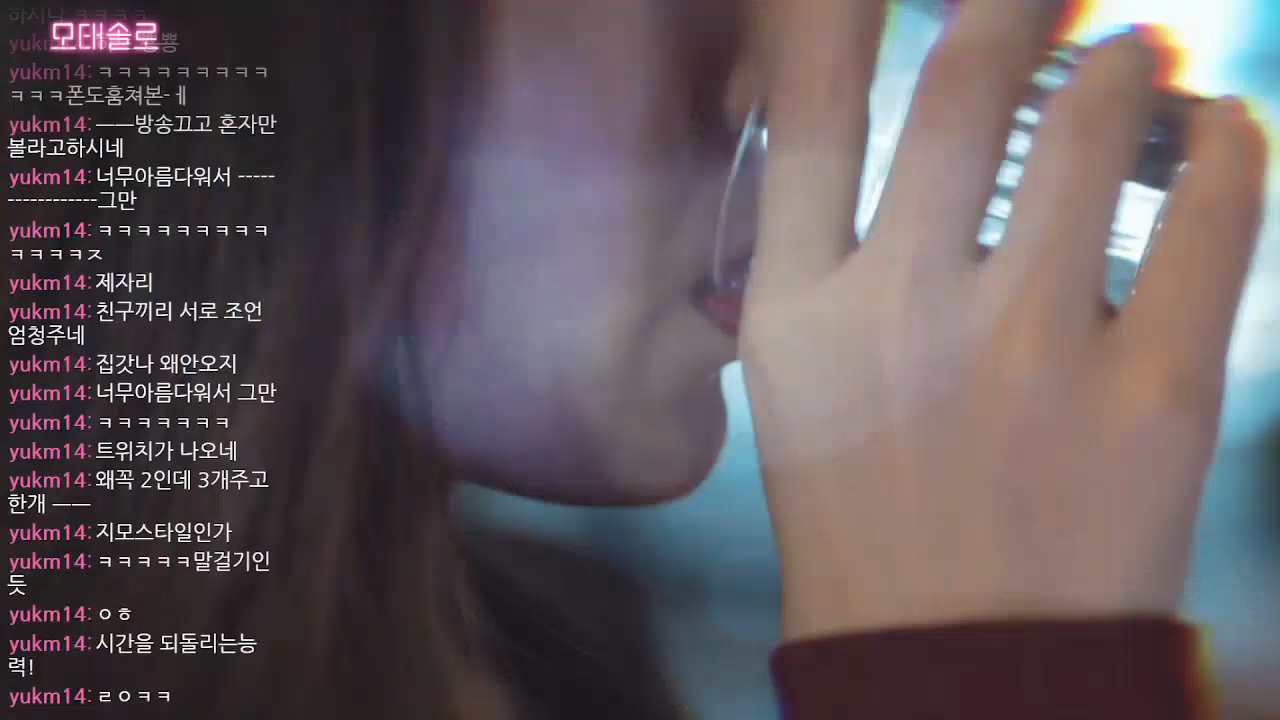 하시나 ㅋㅋㅋㅋ
모태솔로
yukm14: ㅋㅋㅋㅋㅋㅋㅋㅋㅋ
ㅋㅋㅋ폰도훔쳐본-ㅔ
yukm14: ――방송끄고 혼자만
볼라고하시네
yukm14: 너무아름다워서 -----
-------------그만
yukm14: ㅋㅋㅋㅋㅋㅋㅋㅋㅋ
ㅋㅋㅋㅋㅈ
yukm14: 제자리
yukm14: 친구끼리 서로 조언
엄청주네
yukm14: 집갓나 왜안오지
yukm14: 너무아름다워서 그만
yukm14: ㅋㅋㅋㅋㅋㅋㅋ
yukm14: 트위치가 나오네
yukm14: 왜꼭 2인데 3개주고
한개 ――
yukm14: 지모스타일인가
yukm14: ㅋㅋㅋㅋㅋ말걸기인
듯
yukm14: ㅇㅎ
yukm14: 시간을 되돌리는능
력!
yukm14: ㄹㅇㅋㅋ